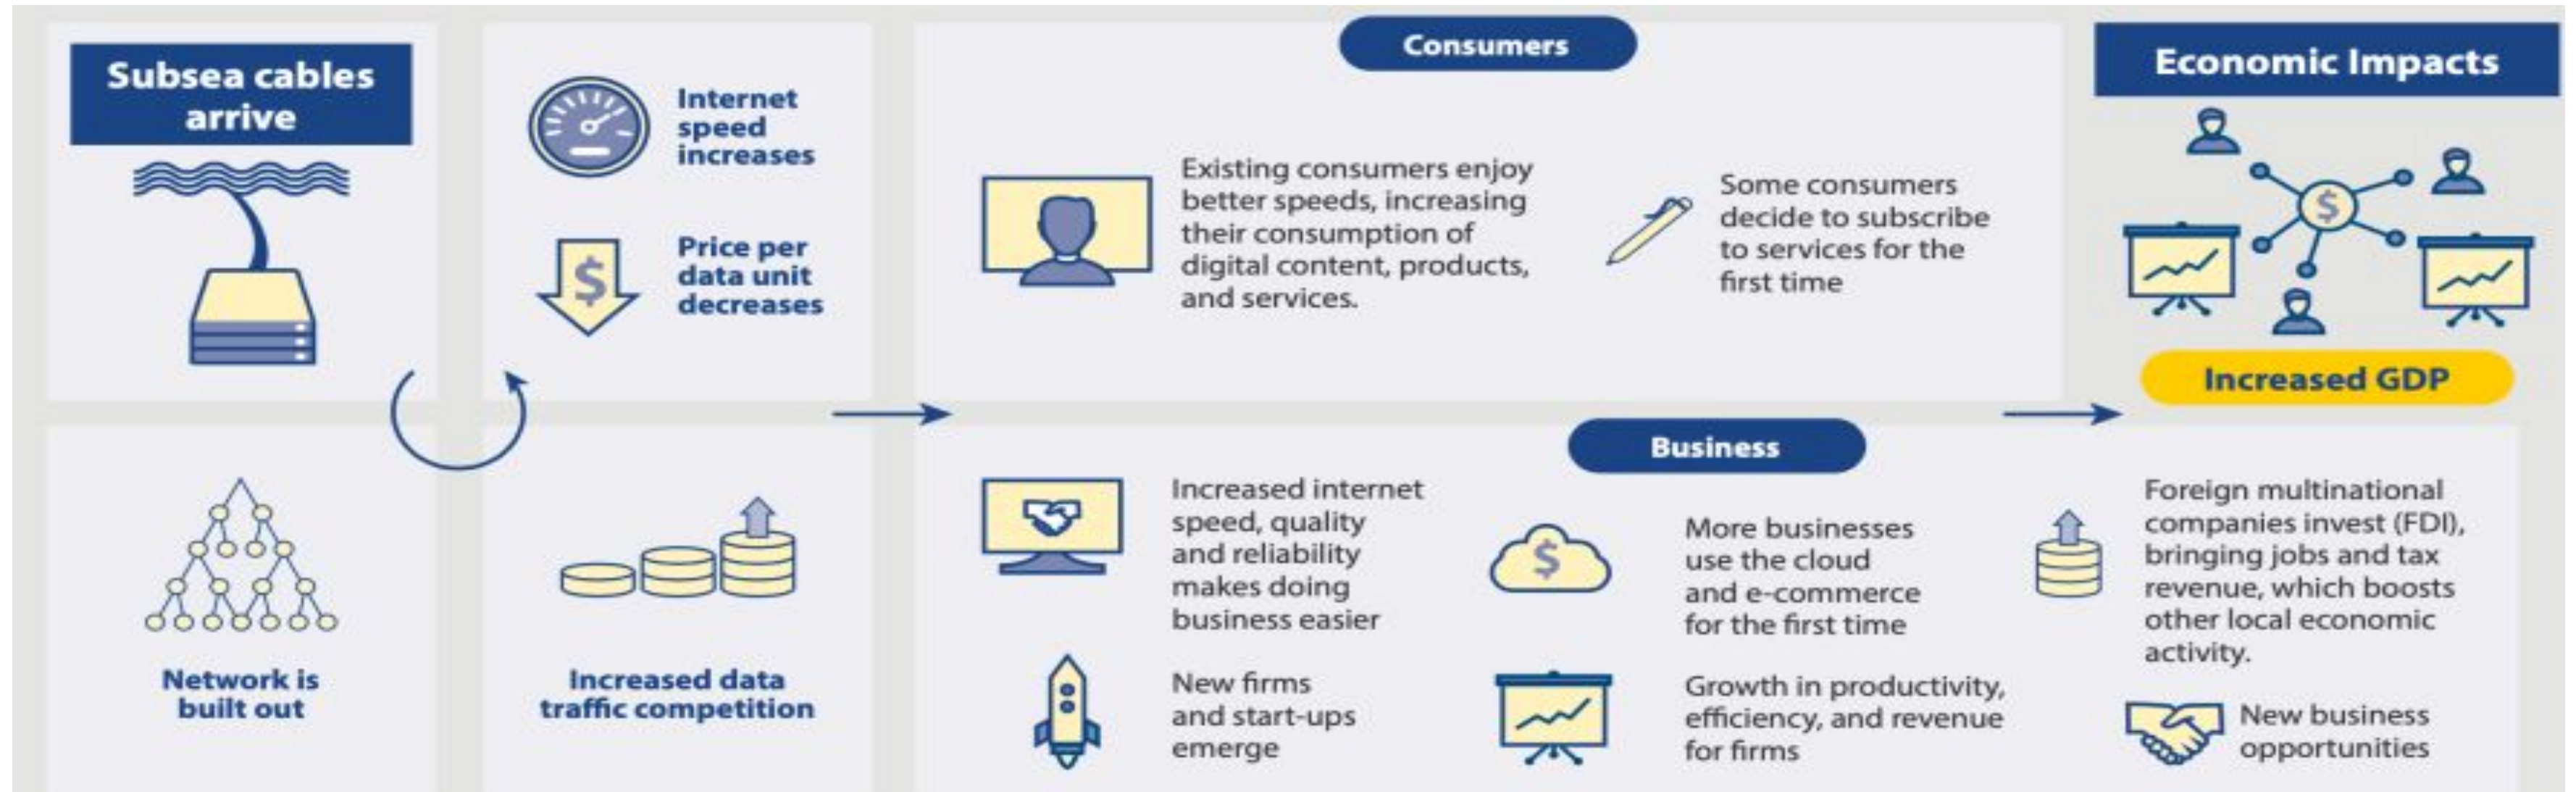 Subsea cables
arrive
Network is
built out
Internet
speed
increases
Price per
data unit
decreases
Increased data
traffic competition
Consumers
Existing consumers enjoy
better speeds, increasing
their consumption of
digital content, products,
and services.
Some consumers
decide to subscribe
to services for the
first time
Business
Increased internet
speed, quality
and reliability
makes doing
business easier
New firms
and start-ups
emerge
More businesses
use the cloud
and e-commerce
for the first time
Growth in productivity,
efficiency, and revenue
for firms
Foreign multinational
companies invest (FDI),
bringing jobs and tax
revenue, which boosts
other local economic
activity.
New business
opportunities
Economic Impacts
$
$
$
Increased GDP